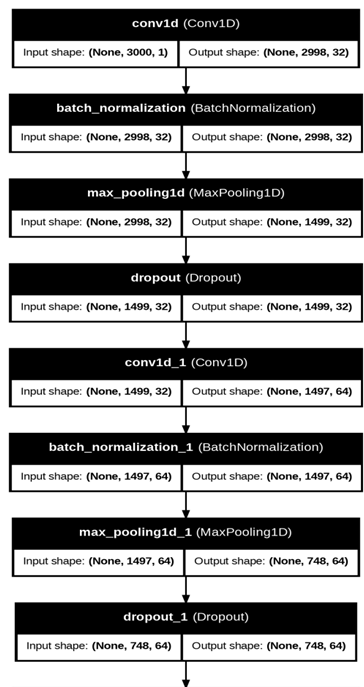 conv1d (Conv1D)
Input shape: (None, 3000, 1) Output shape: (None, 2998, 32)
batch_normalization (BatchNormalization)
Input shape: (None, 2998, 32) Output shape: (None, 2998, 32)
max_pooling1d (MaxPooling1D)
Input shape: (None, 2998, 32) Output shape: (None, 1499, 32)
dropout (Dropout)
Input shape: (None, 1499, 32) Output shape: (None, 1499, 32)
conv1d_1 (Conv1D)
Input shape: (None, 1499, 32) Output shape: (None, 1497, 64)
batch_normalization_1 (BatchNormalization)
Input shape: (None, 1497, 64) Output shape: (None, 1497, 64)
max_pooling1d_1 (MaxPooling1D)
Input shape: (None, 1497, 64) Output shape: (None, 748, 64)
dropout_1 (Dropout)
Input shape: (None, 748, 64) Output shape: (None, 748, 64)